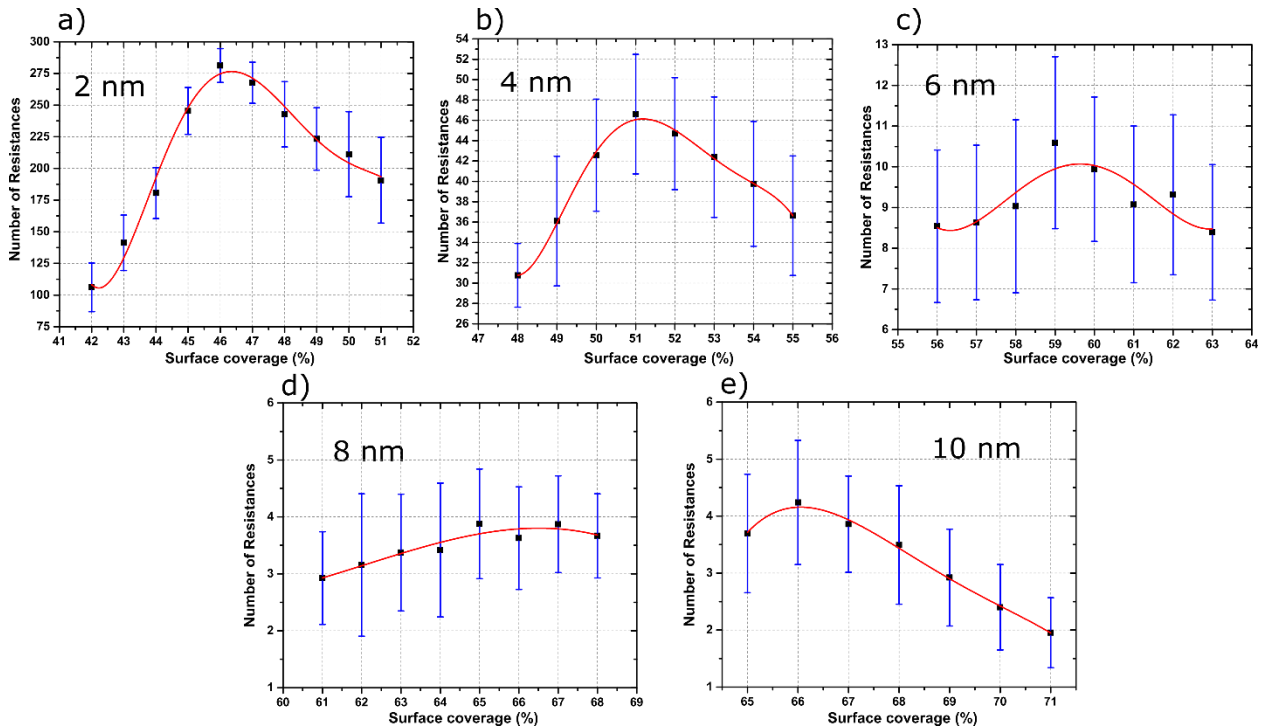 a)
2 nm
Number of Resistances
300
275
250
225
200
175
150
125
100
75
41 42 43 44 45 46 47 48 49 50 51 52
Surface coverage (%)
b)
4 nm
Number of Resistances
54
52
50
48
46
44
42
40
38
36
34
32
30
28
26
47 48 49 50 51 52 53 54 55 56
Surface coverage (%)
c)
6 nm
Number of Resistances
13
12
11
10
9
8
7
6
55 56 57 58 59 60 61 62 63 64
Surface coverage (%)
d)
8 nm
Number of Resistances
6
5
4
3
2
1
60 61 62 63 64 65 66 67 68 69
Surface coverage (%)
e)
10 nm
Number of Resistances
6
5
4
3
2
1
65 66 67 68 69 70 71
Surface coverage (%)